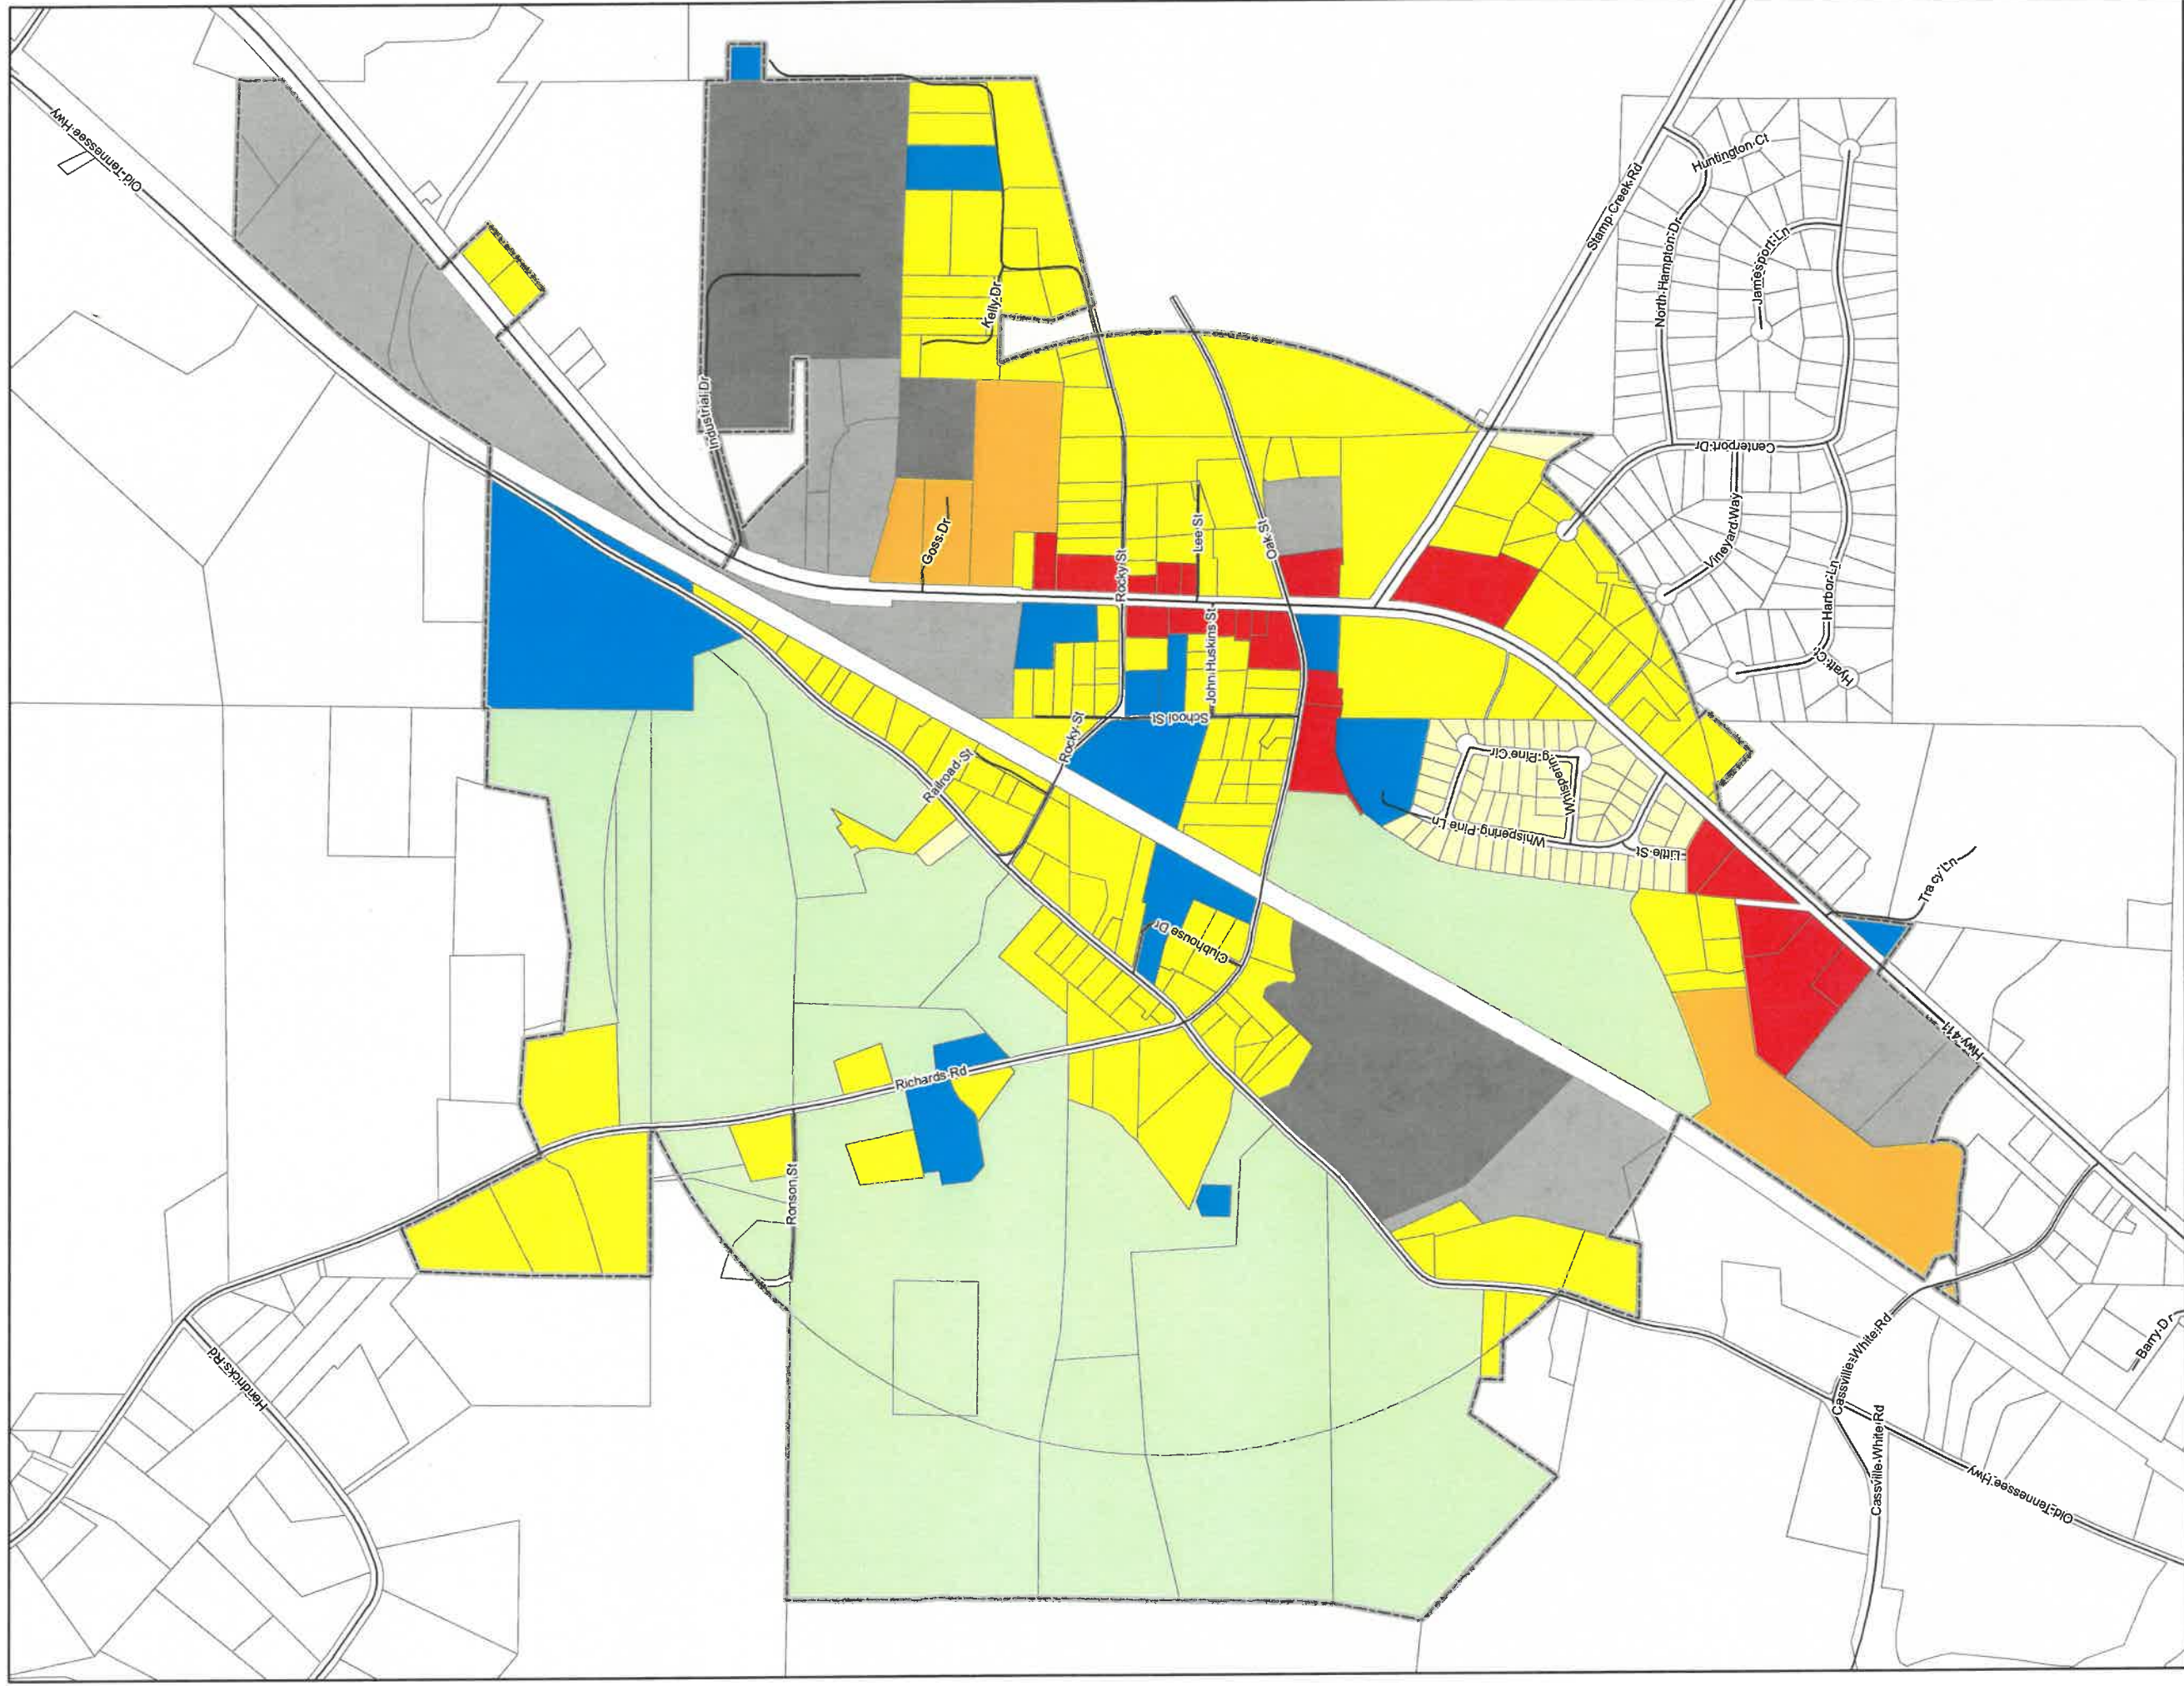 Old Tennessee Hwy
Industrial Dr
Kelly Dr
Stamp Creek Rd
Huntington Ct
North Hampton Dr
Jamesport Ln
Centerport Dr
Vineyard Way
Harbor Ln
Hyatt Ct
Goss Dr
Rocky St
Lee St
Oak St
John Huskins St
School St
Rocky St
Railroad St
Whispering Pine Cir
Whispering Pine Ln
Little St
Clubhouse Dr
Tracy Ln
Hwy 411
Richards Rd
Ronson St
Hendricks Rd
Cassville White Rd
Cassville White Rd
Old Tennessee Hwy
Barry Dr